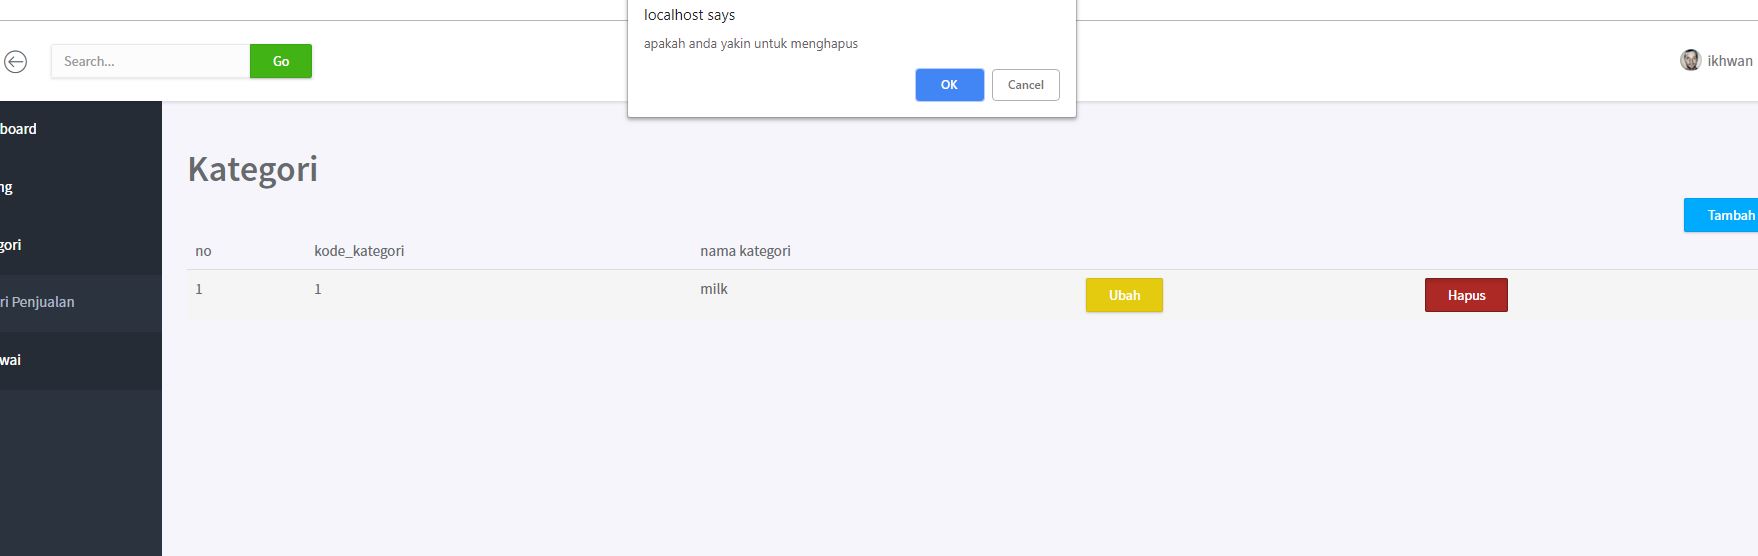 localhost says
apakah anda yakin untuk menghapus
OK Cancel
Search... Go
ikhwan
board
ng
gori
ri Penjualan
wai
Kategori
Tambah
no kode_kategori nama kategori
1 1 milk Ubah Hapus